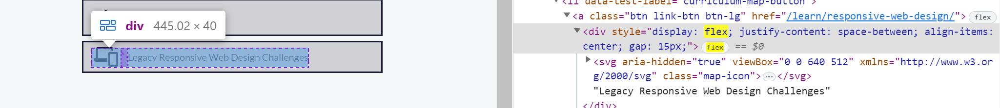 div 445.02 × 40
Legacy Responsive Web Design Challenges
<li data-test-label="curriculum-map-button">
<a class="btn link-btn btn-lg" href="/learn/responsive-web-design/"> flex
<div style="display: flex; justify-content: space-between; align-items:
center; gap: 15px;"> flex == $0
<svg aria-hidden="true" viewBox="0 0 640 512" xmlns="http://www.w3.or
g/2000/svg" class="map-icon"> … </svg>
"Legacy Responsive Web Design Challenges"
</div>